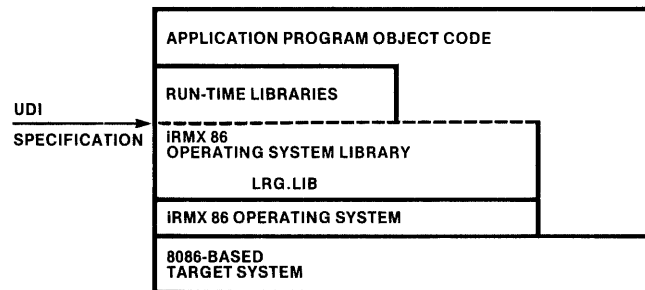 APPLICATION PROGRAM OBJECT CODE
RUN-TIME LIBRARIES
UDI
SPECIFICATION
iRMX 86
OPERATING SYSTEM LIBRARY
LRG.LIB
iRMX 86 OPERATING SYSTEM
8086-BASED
TARGET SYSTEM